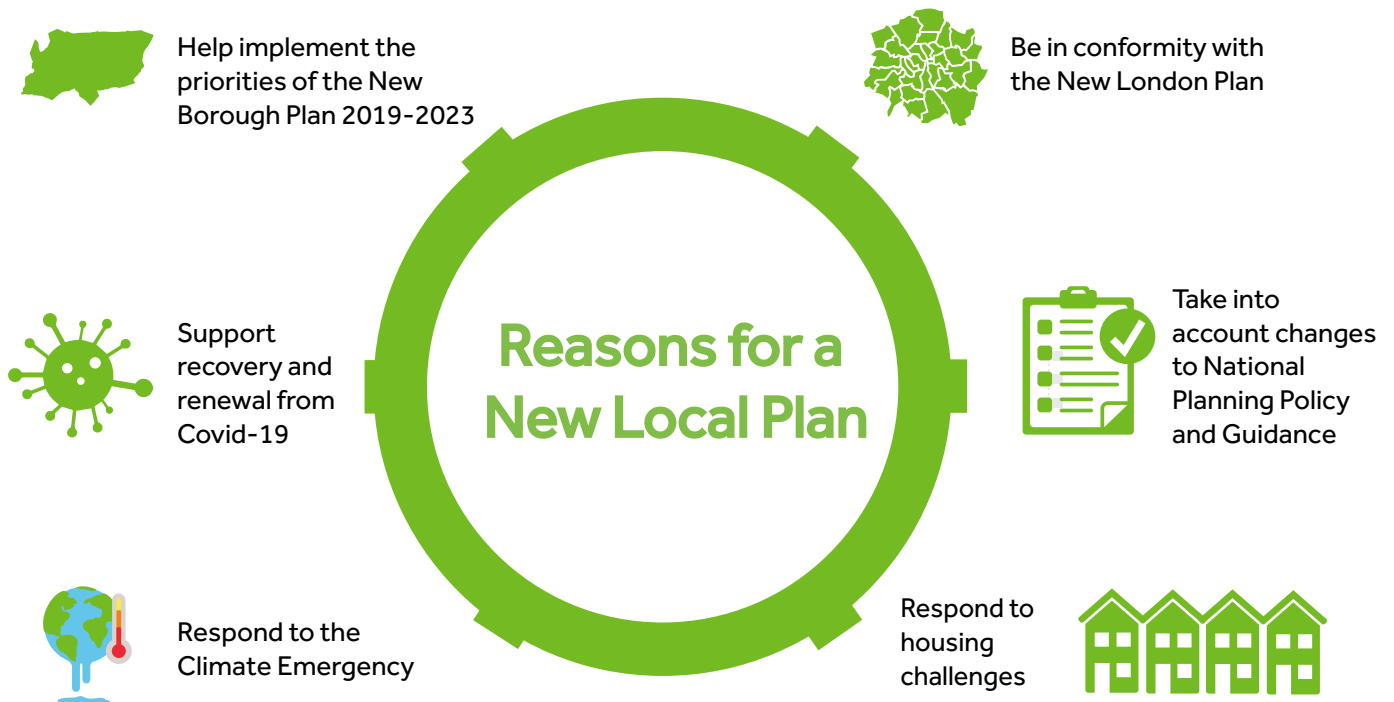 Help implement the
priorities of the New
Borough Plan 2019-2023
Be in conformity with
the New London Plan
Support
recovery and
renewal from
Covid-19
Reasons for a
New Local Plan
Take into
account changes
to National
Planning Policy
and Guidance
Respond to the
Climate Emergency
Respond to
housing
challenges